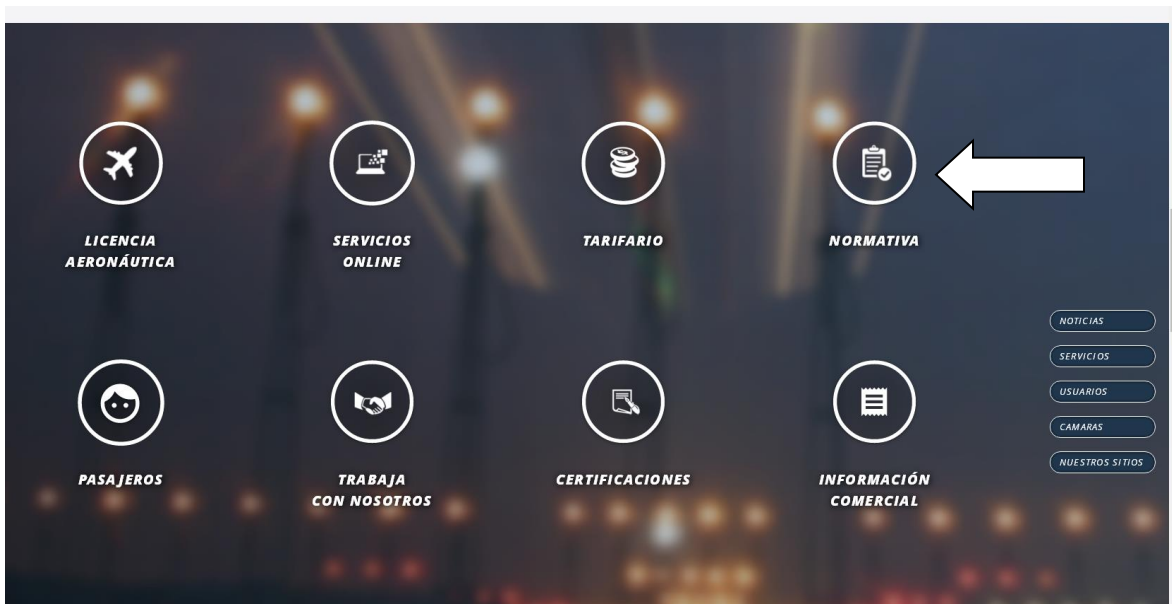 LICENCIA
AERONÁUTICA
SERVICIOS
ONLINE
TARIFARIO
NORMATIVA
PASAJEROS
TRABAJA
CON NOSOTROS
CERTIFICACIONES
INFORMACIÓN
COMERCIAL
NOTICIAS
SERVICIOS
USUARIOS
CAMARAS
NUESTROS SITIOS